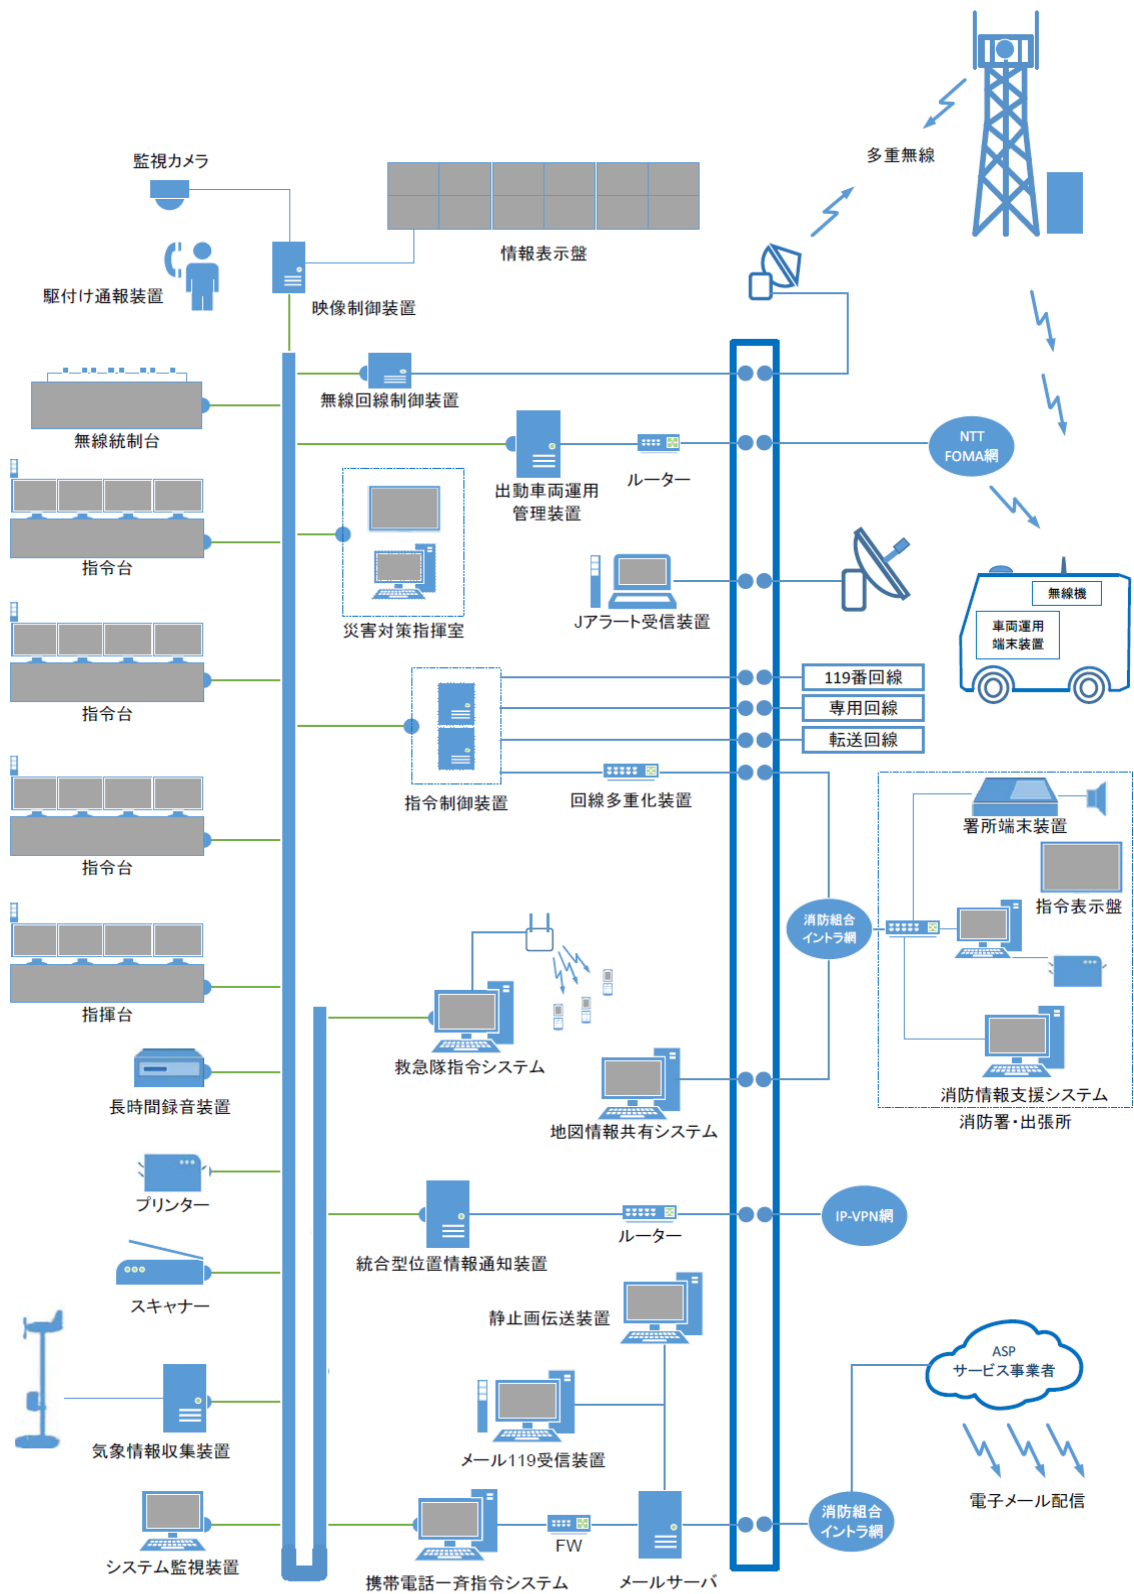 多重無線
監視カメラ
情報表示盤
駆付け通報装置
映像制御装置
無線回線制御装置
無線統制台
NTT
FOMA網
ルーター
出動車両運用
管理装置
指令台
無線機
車両運用
端末装置
災害対策指揮室
Jアラート受信装置
119番回線
指令台
専用回線
転送回線
指令制御装置
回線多重化装置
署所端末装置
指令台
指令表示盤
消防組合
イントラ網
指揮台
救急隊指令システム
消防情報支援システム
長時間録音装置
消防署・出張所
地図情報共有システム
プリンター
IP-VPN網
ルーター
統合型位置情報通知装置
スキャナー
静止画伝送装置
ASP
サービス事業者
気象情報収集装置
メール119受信装置
電子メール配信
消防組合
イントラ網
FW
システム監視装置
携帯電話一斉指令システム
メールサーバ